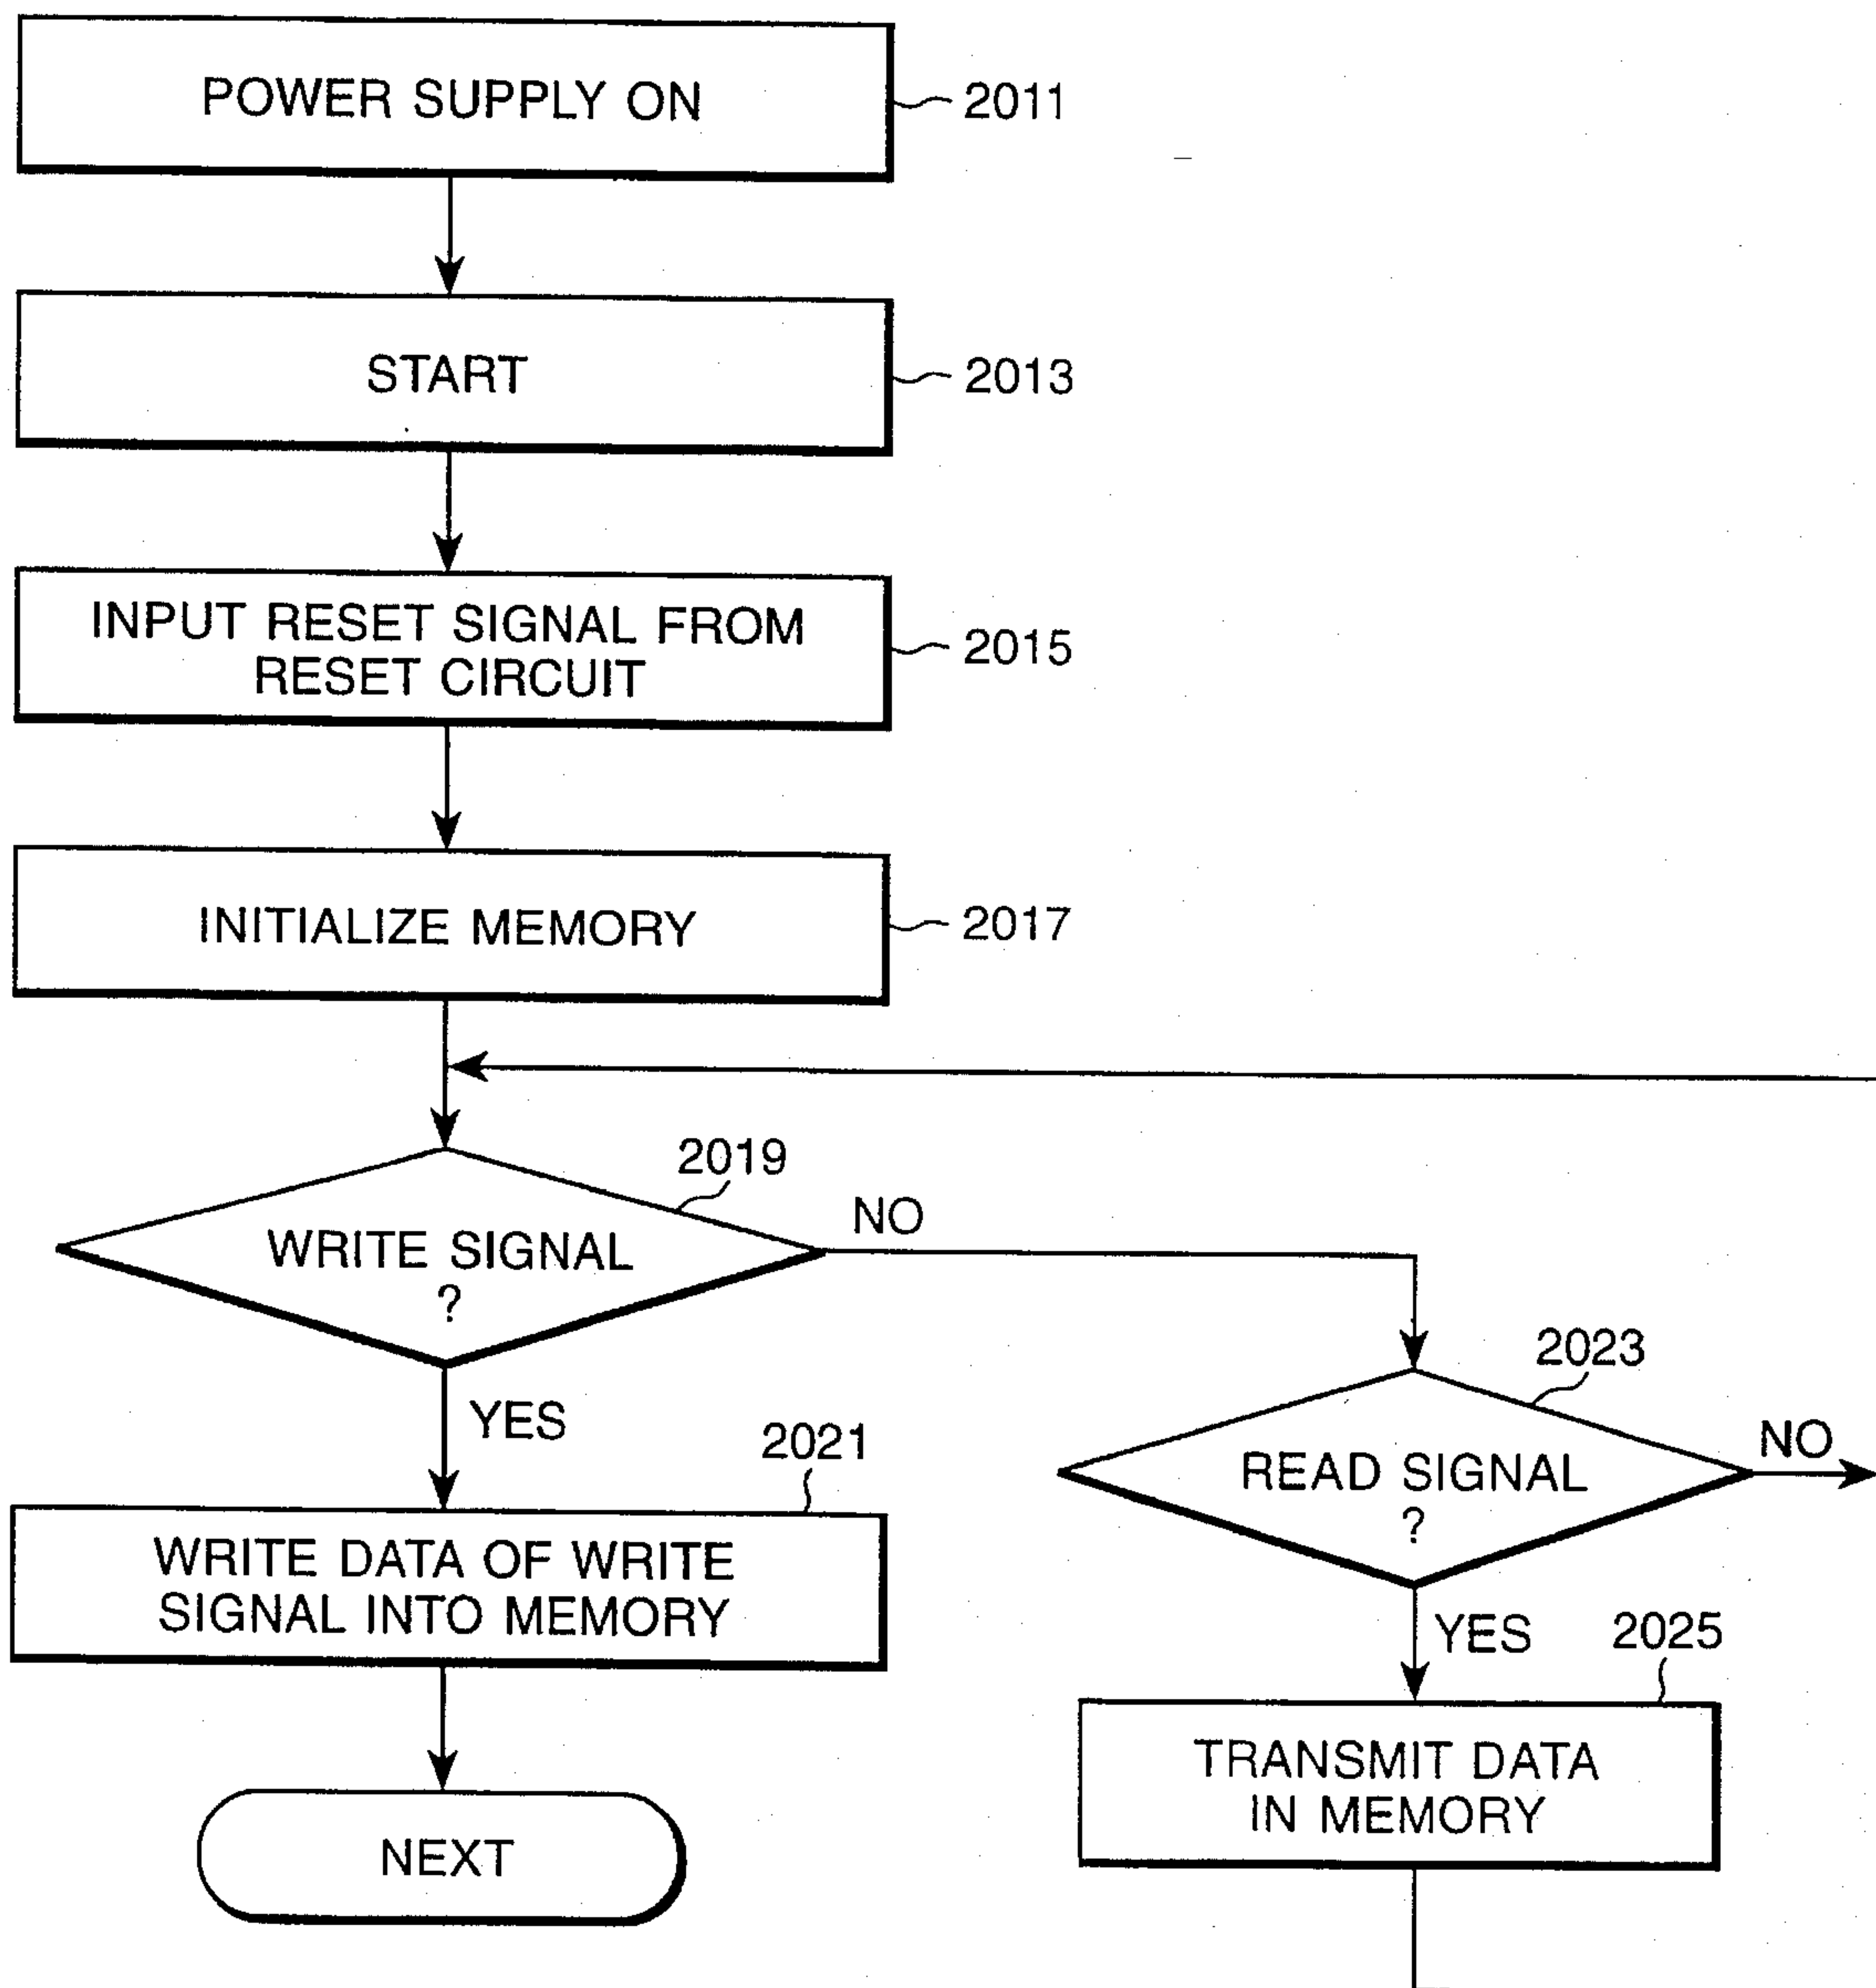 POWER SUPPLY ON
2011
START
2013
INPUT RESET SIGNAL FROM
RESET CIRCUIT
2015
INITIALIZE MEMORY
2017
2019
WRITE SIGNAL
?
NO
YES
2021
WRITE DATA OF WRITE
SIGNAL INTO MEMORY
NEXT
2023
READ SIGNAL
?
NO
YES
2025
TRANSMIT DATA
IN MEMORY